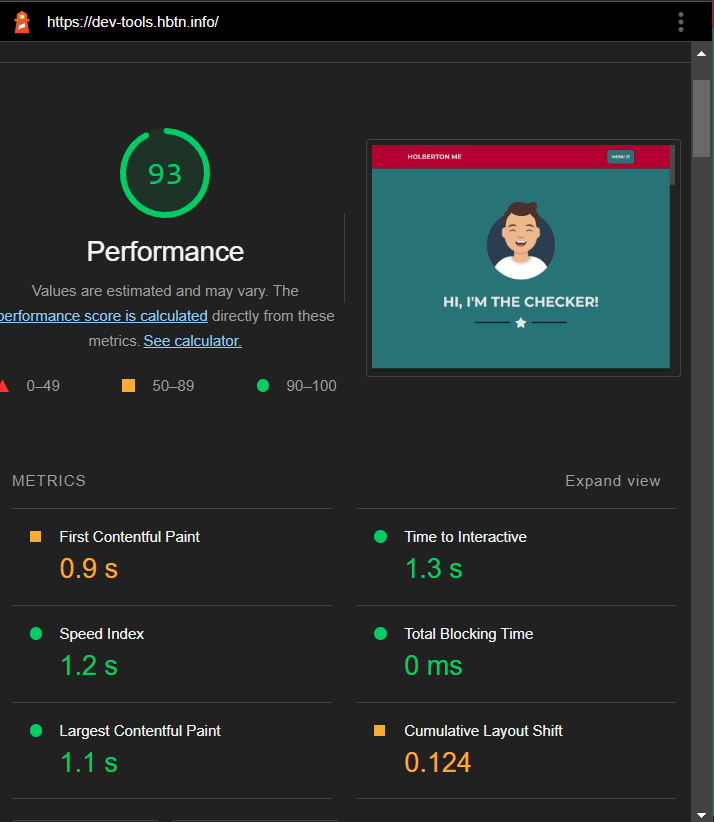 https://dev-tools.hbtn.info/
93
Performance
Values are estimated and may vary. The
performance score is calculated directly from these
metrics. See calculator.
0–49
50–89
90–100
HOLBERTON ME
MENU
HI, I'M THE CHECKER!
METRICS
Expand view
First Contentful Paint
0.9 s
Time to Interactive
1.3 s
Speed Index
1.2 s
Total Blocking Time
0 ms
Largest Contentful Paint
1.1 s
Cumulative Layout Shift
0.124